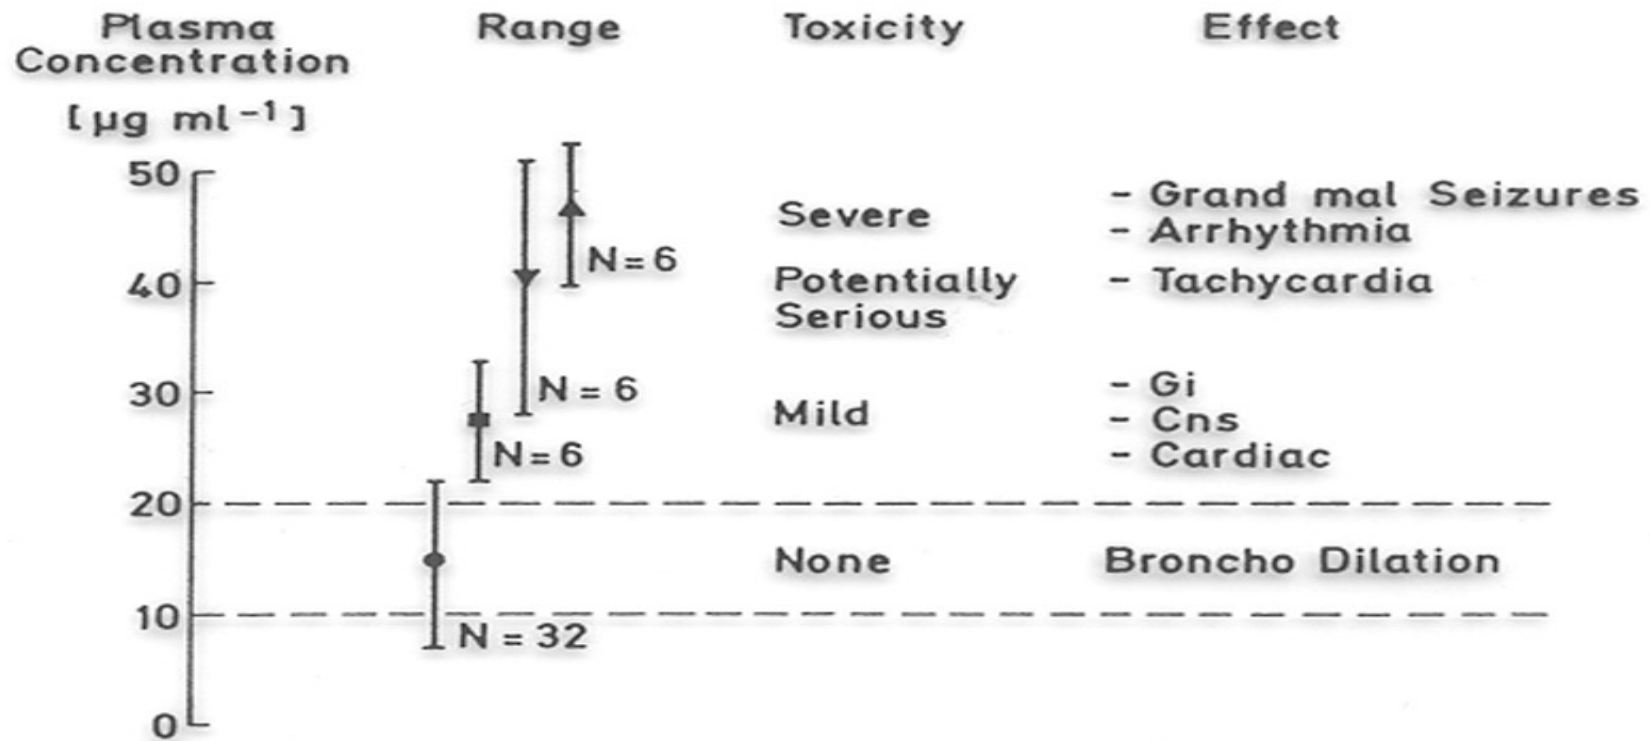 Plasma
Concentration
[µg ml⁻¹]
Range
Toxicity
Effect
50
40
30
20
10
0
N=6
N = 6
N=6
N = 32
Severe
Potentially
Serious
Mild
None
- Grand mal Seizures
- Arrhythmia
- Tachycardia
- Gi
- Cns
- Cardiac
Broncho Dilation